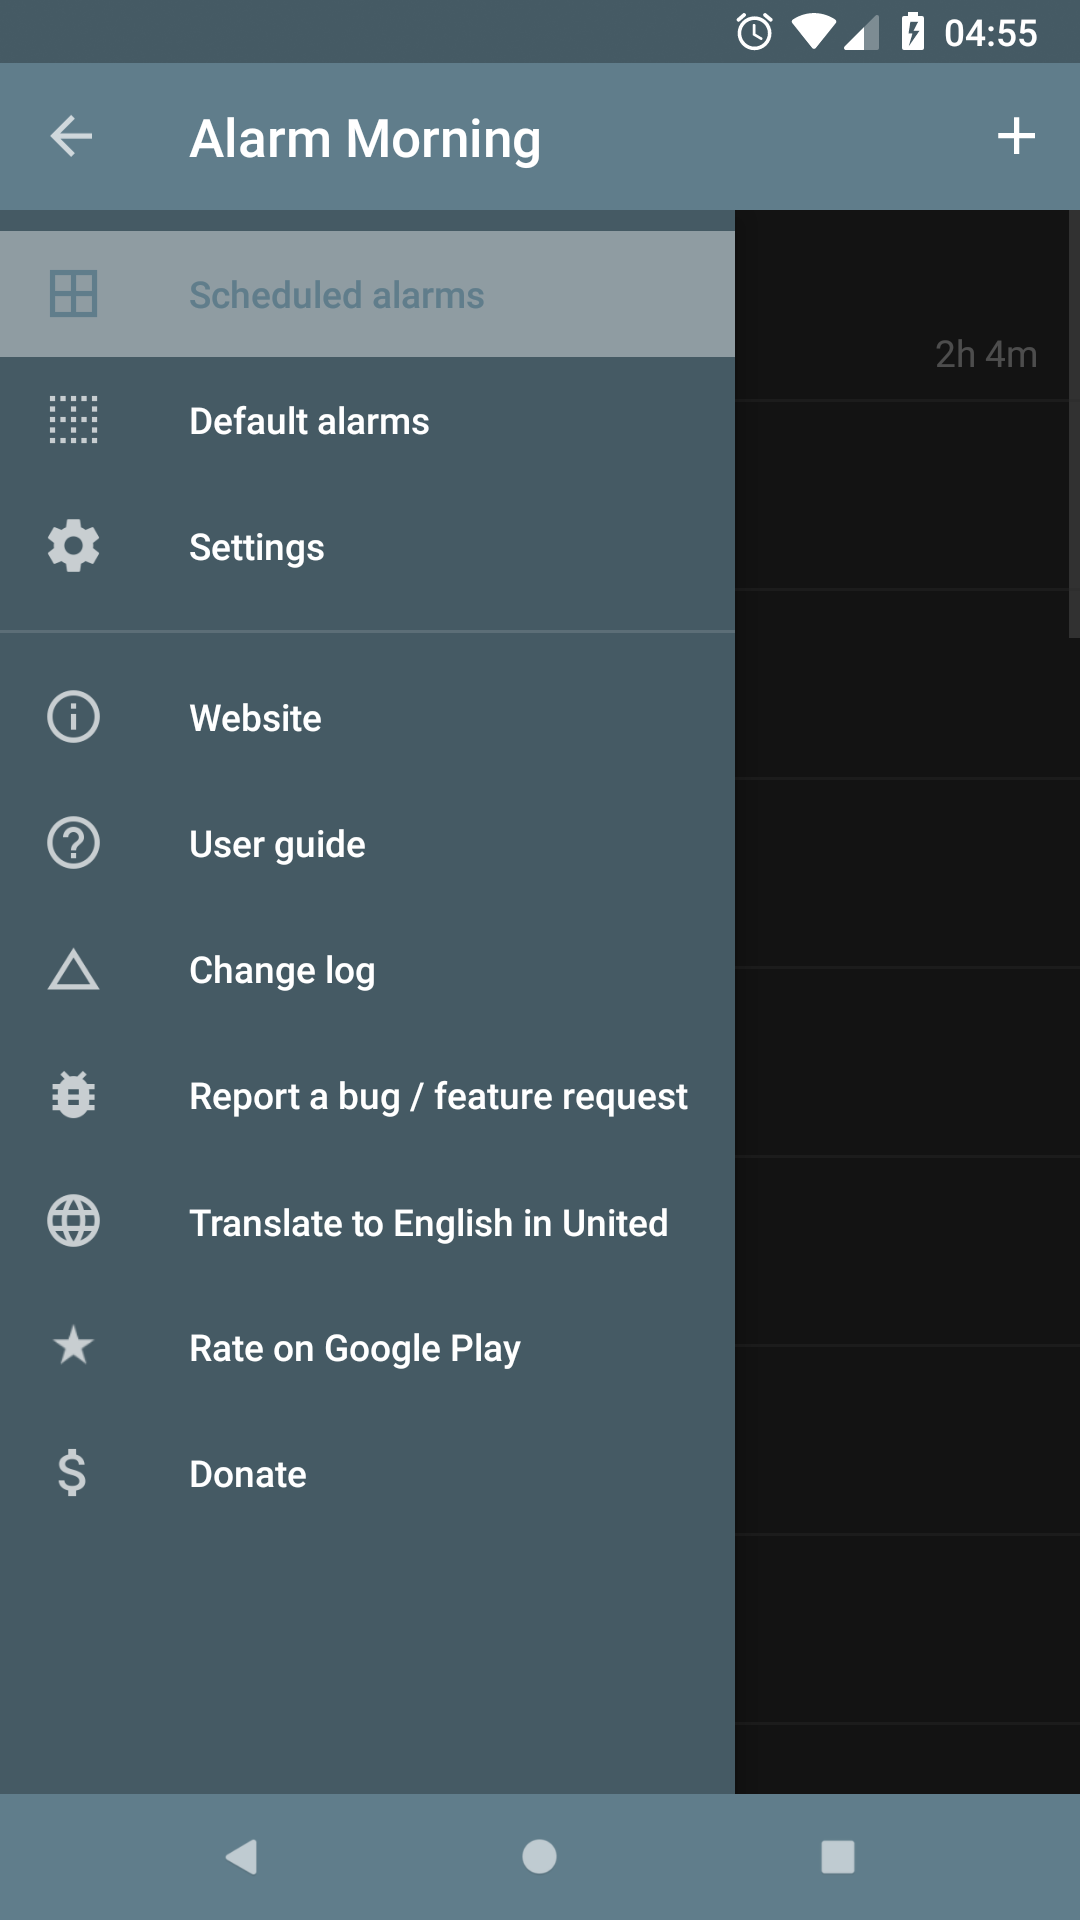 04:55
Alarm Morning
Scheduled alarms
2h 4m
Default alarms
Settings
Website
User guide
Change log
Report a bug / feature request
Translate to English in United
Rate on Google Play
Donate